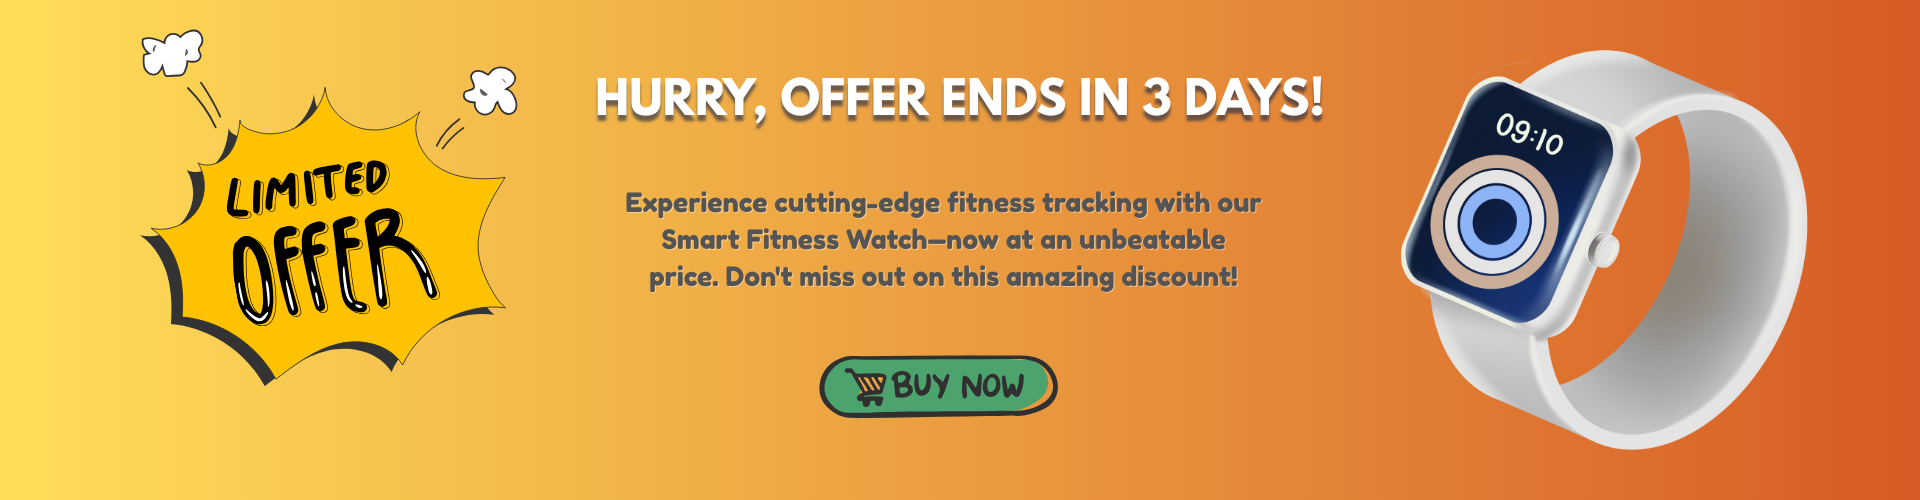 LIMITED
OFFER
HURRY, OFFER ENDS IN 3 DAYS!
Experience cutting-edge fitness tracking with our
Smart Fitness Watch—now at an unbeatable
price. Don't miss out on this amazing discount!
BUY NOW
09:10